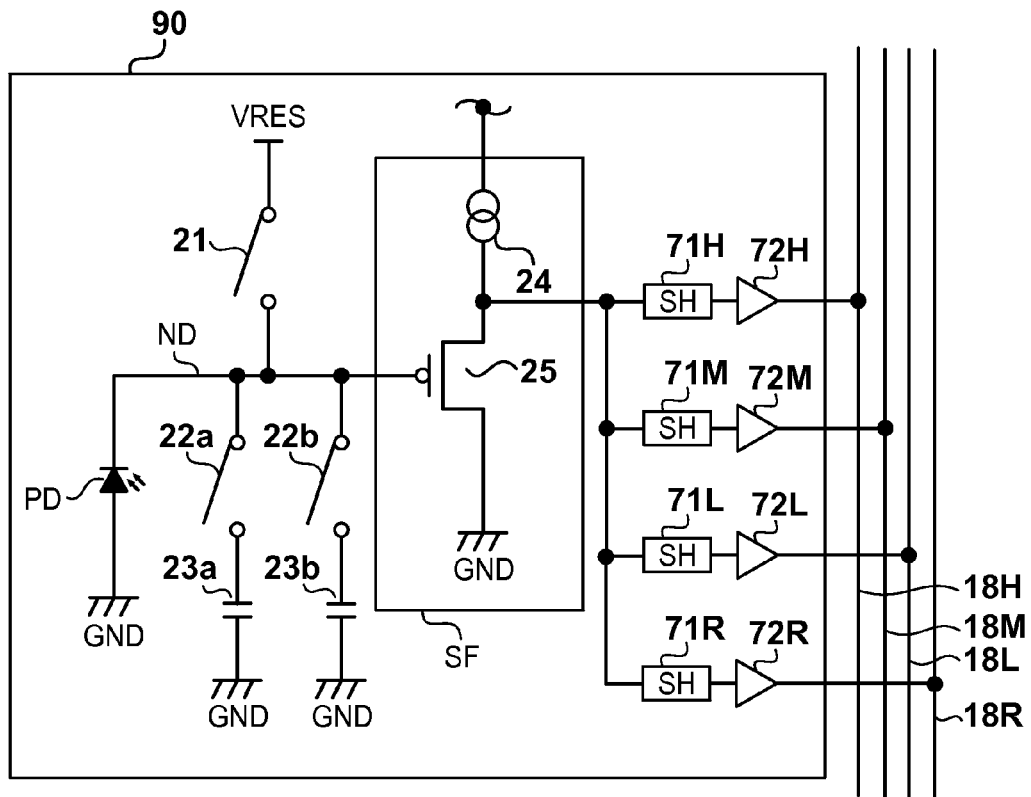 90
VRES
21
24
71H
72H
SH
ND
25
71M
72M
SH
22a
22b
PD
71L
72L
SH
23a
23b
GND
18H
GND
18M
SF
71R
72R
18L
SH
GND
GND
18R